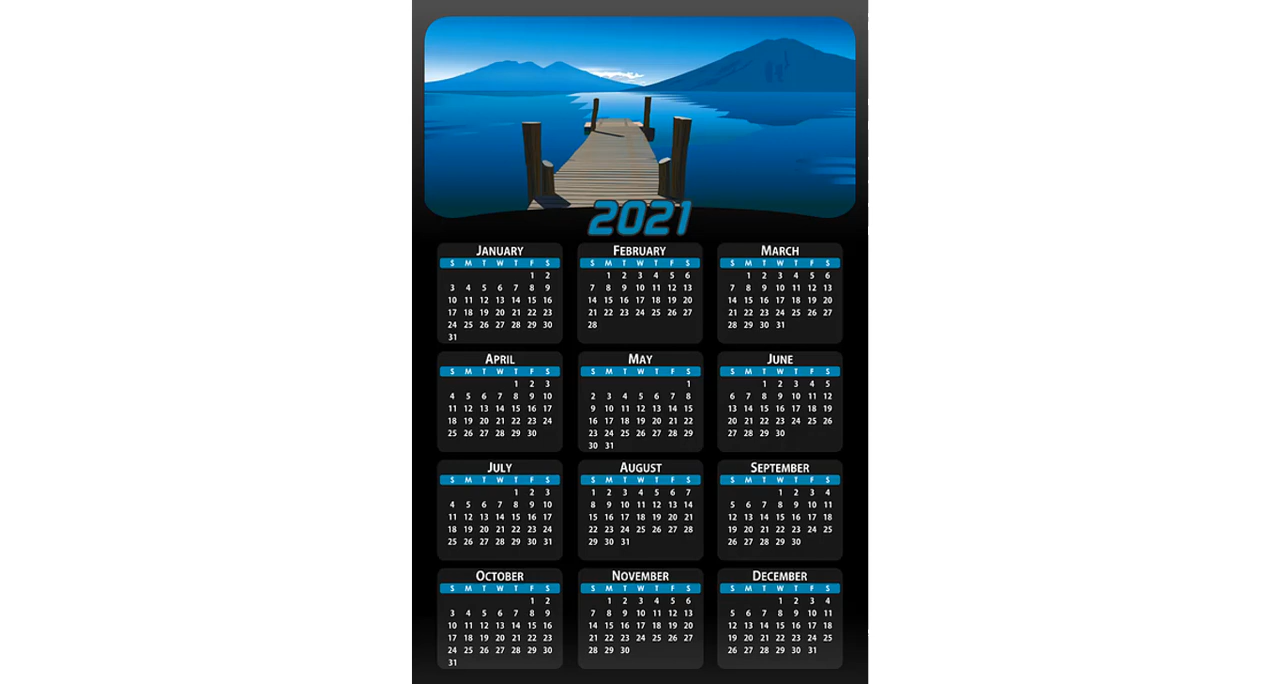 2021
JANUARY FEBRUARY MARCH
S M T W T F S S M T W T F S S M T W T F S
1 2 1 2 3 4 5 6 1 2 3 4 5 6
3 4 5 6 7 8 9 7 8 9 10 11 12 13 7 8 9 10 11 12 13
10 11 12 13 14 15 16 14 15 16 17 18 19 20 14 15 16 17 18 19 20
17 18 19 20 21 22 23 21 22 23 24 25 26 27 21 22 23 24 25 26 27
24 25 26 27 28 29 30 28 28 29 30 31
31
APRIL MAY JUNE
S M T W T F S S M T W T F S S M T W T F S
1 2 3 1 1 2 3 4 5
4 5 6 7 8 9 10 2 3 4 5 6 7 8 6 7 8 9 10 11 12
11 12 13 14 15 16 17 9 10 11 12 13 14 15 13 14 15 16 17 18 19
18 19 20 21 22 23 24 16 17 18 19 20 21 22 20 21 22 23 24 25 26
25 26 27 28 29 30 23 24 25 26 27 28 29 27 28 29 30
30 31
JULY AUGUST SEPTEMBER
S M T W T F S S M T W T F S S M T W T F S
1 2 3 1 2 3 4 5 6 7 1 2 3 4
4 5 6 7 8 9 10 8 9 10 11 12 13 14 5 6 7 8 9 10 11
11 12 13 14 15 16 17 15 16 17 18 19 20 21 12 13 14 15 16 17 18
18 19 20 21 22 23 24 22 23 24 25 26 27 28 19 20 21 22 23 24 25
25 26 27 28 29 30 31 29 30 31 26 27 28 29 30
OCTOBER NOVEMBER DECEMBER
S M T W T F S S M T W T F S S M T W T F S
1 2 1 2 3 4 5 6 1 2 3 4
3 4 5 6 7 8 9 7 8 9 10 11 12 13 5 6 7 8 9 10 11
10 11 12 13 14 15 16 14 15 16 17 18 19 20 12 13 14 15 16 17 18
17 18 19 20 21 22 23 21 22 23 24 25 26 27 19 20 21 22 23 24 25
24 25 26 27 28 29 30 28 29 30 26 27 28 29 30 31
31